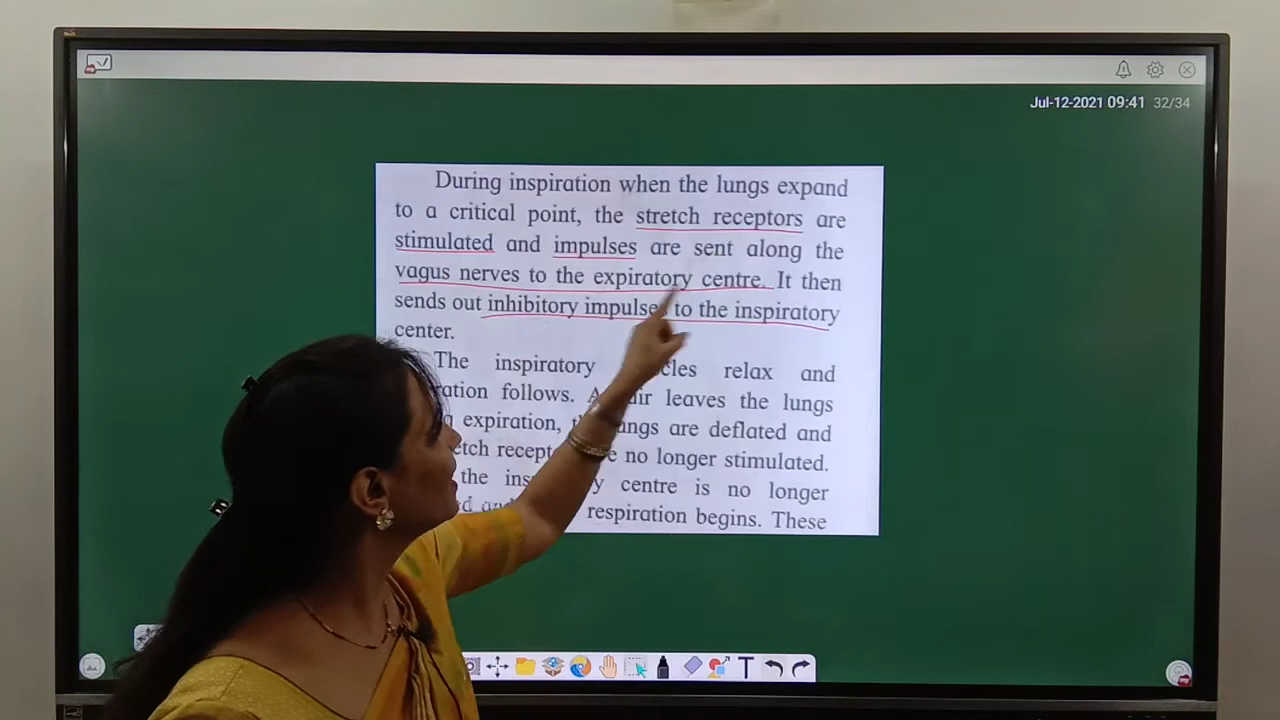 Jul-12-2021 09:41 32/34
During inspiration when the lungs expand
to a critical point, the stretch receptors are
stimulated and impulses are sent along the
vagus nerves to the expiratory centre. It then
sends out inhibitory impulses to the inspiratory
center.
The inspiratory relax and
follows. leaves the lungs
expiration, are deflated and
no longer stimulated.
the centre is no longer
respiration begins. These
T